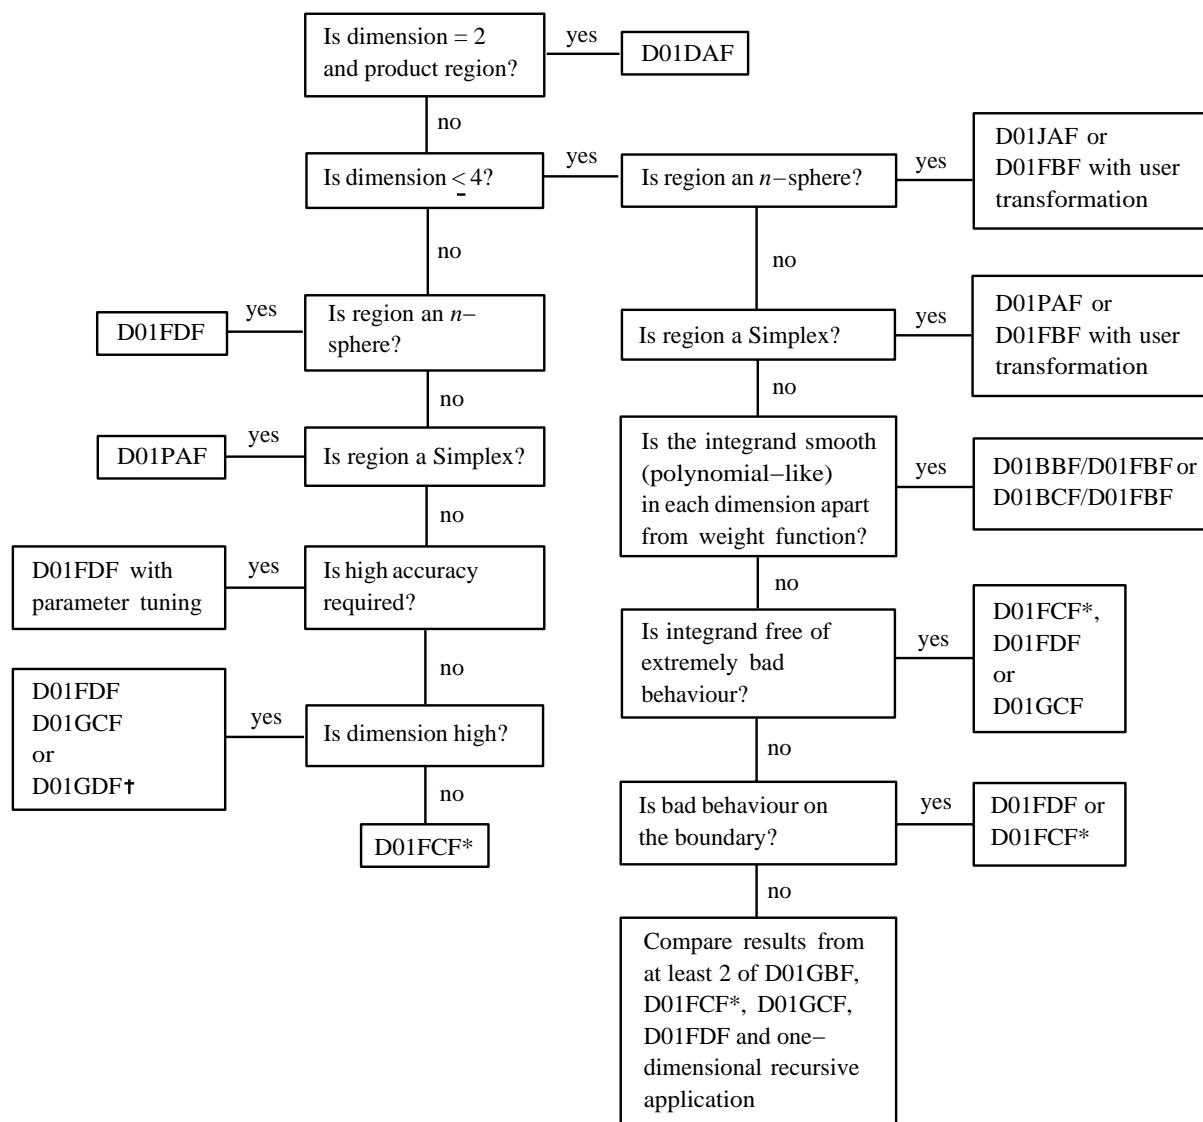 Is dimension = 2
and product region?
yes
D01DAF
no
Is dimension ≤ 4?
yes
Is region an n−sphere?
yes
D01JAF or
D01FBF with user
transformation
no
no
Is region an n−
sphere?
yes
D01FDF
Is region a Simplex?
yes
D01PAF or
D01FBF with user
transformation
no
no
Is region a Simplex?
yes
D01PAF
Is the integrand smooth
(polynomial−like)
in each dimension apart
from weight function?
yes
D01BBF/D01FBF or
D01BCF/D01FBF
no
no
Is high accuracy
required?
yes
D01FDF with
parameter tuning
Is integrand free of
extremely bad
behaviour?
yes
D01FCF*,
D01FDF
or
D01GCF
no
no
Is dimension high?
yes
D01FDF
D01GCF
or
D01GDF†
no
D01FCF*
Is bad behaviour on
the boundary?
yes
D01FDF or
D01FCF*
no
Compare results from
at least 2 of D01GBF,
D01FCF*, D01GCF,
D01FDF and one−
dimensional recursive
application